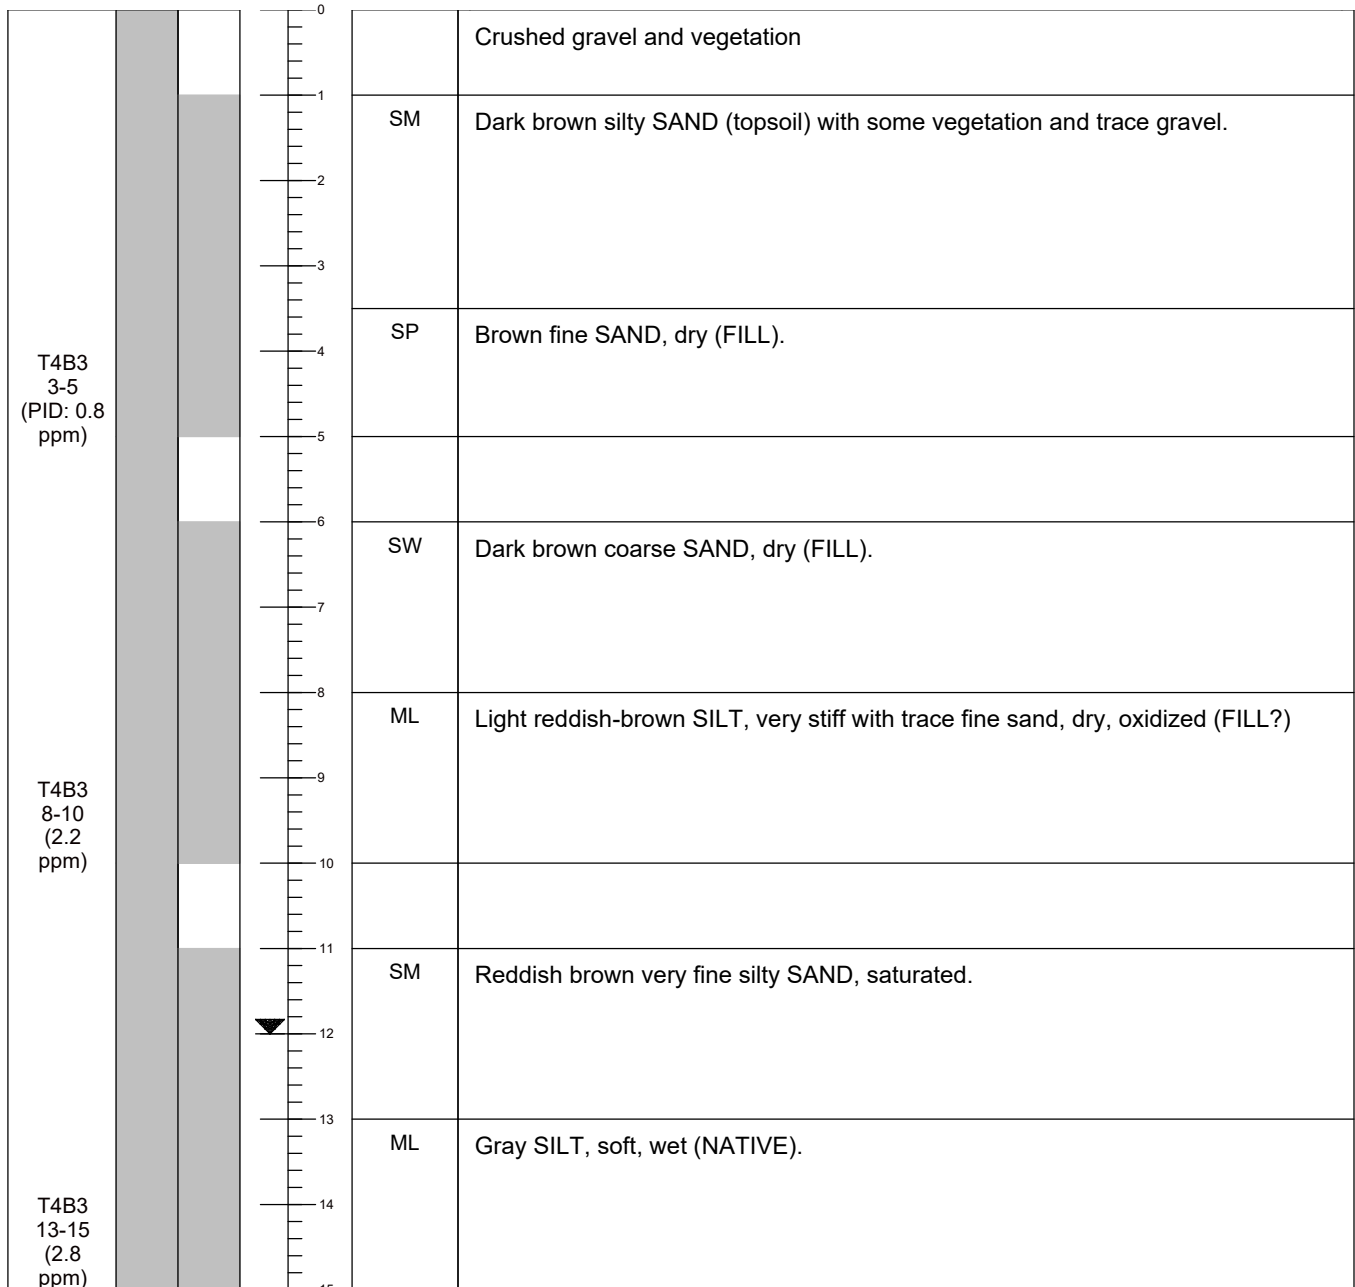 0
Crushed gravel and vegetation
1
SM
Dark brown silty SAND (topsoil) with some vegetation and trace gravel.
2
3
SP
Brown fine SAND, dry (FILL).
4
T4B3
3-5
(PID: 0.8
ppm)
5
6
SW
Dark brown coarse SAND, dry (FILL).
7
8
ML
Light reddish-brown SILT, very stiff with trace fine sand, dry, oxidized (FILL?)
9
T4B3
8-10
(2.2
ppm)
10
11
SM
Reddish brown very fine silty SAND, saturated.
12
13
ML
Gray SILT, soft, wet (NATIVE).
14
T4B3
13-15
(2.8
ppm)
15